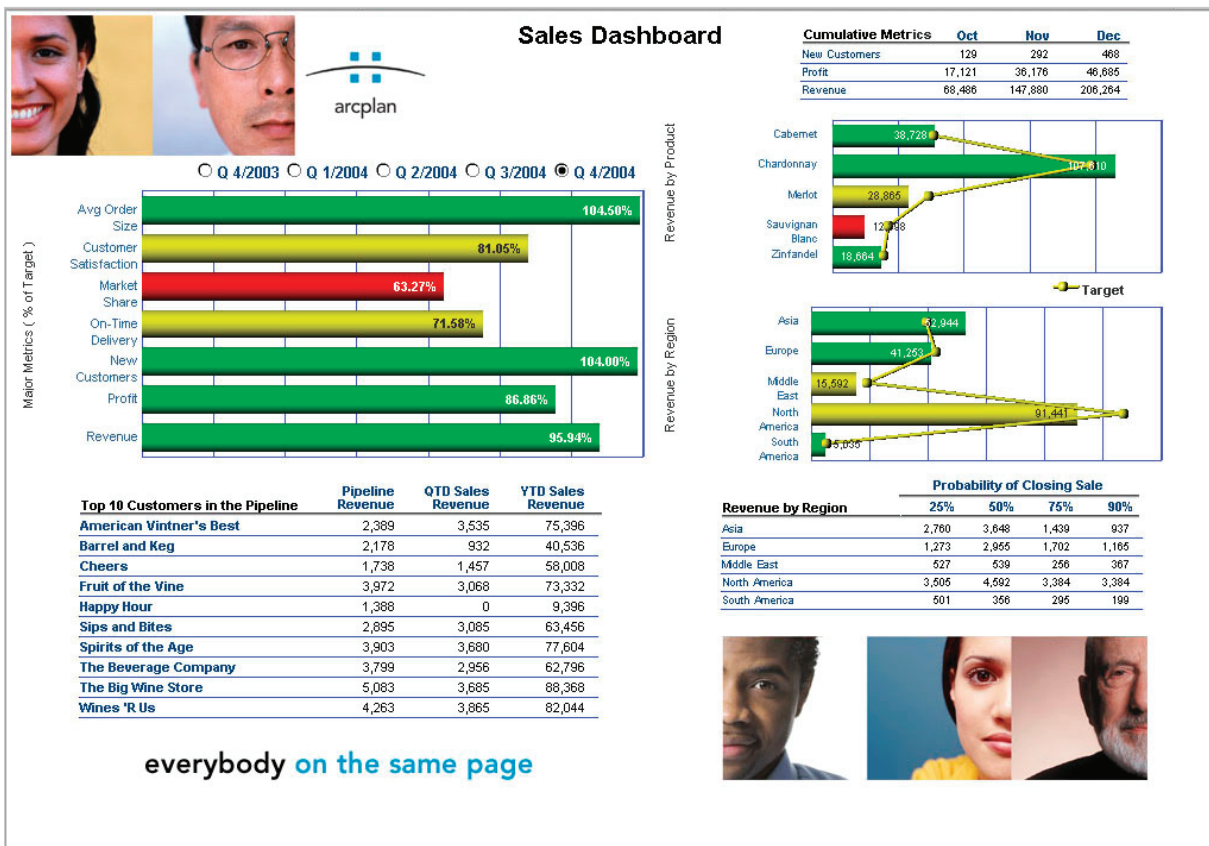 Sales Dashboard
arcplan
Cumulative Metrics Oct Nov Dec
New Customers 129 292 468
Profit 17,121 36,176 46,685
Revenue 68,486 147,880 206,264
Q 4/2003 Q 1/2004 Q 2/2004 Q 3/2004 Q 4/2004
Major Metrics ( % of Target )
Avg Order
Size
104.50%
Customer
Satisfaction
81.05%
Market
Share
63.27%
On-Time
Delivery
71.58%
New
Customers
104.00%
Profit
86.86%
Revenue
95.94%
Revenue by Product
Cabernet 38,728
Chardonnay
Merlot 28,865
Sauvignan
Blanc
Zinfandel 18,664
Target
Revenue by Region
Asia
Europe 41,253
Middle
East
15,592
North
America
91,441
South
America
Top 10 Customers in the Pipeline
Pipeline
Revenue
QTD Sales
Revenue
YTD Sales
Revenue
American Vintner's Best 2,389 3,535 75,396
Barrel and Keg 2,178 932 40,536
Cheers 1,738 1,457 58,008
Fruit of the Vine 3,972 3,068 73,332
Happy Hour 1,388 0 9,396
Sips and Bites 2,895 3,085 63,456
Spirits of the Age 3,903 3,680 77,604
The Beverage Company 3,799 2,956 62,796
The Big Wine Store 5,083 3,685 88,368
Wines 'R Us 4,263 3,865 82,044
Probability of Closing Sale
Revenue by Region 25% 50% 75% 90%
Asia 2,760 3,648 1,439 937
Europe 1,273 2,955 1,702 1,165
Middle East 527 539 256 367
North America 3,505 4,592 3,384 3,384
South America 501 356 295 199
everybody on the same page